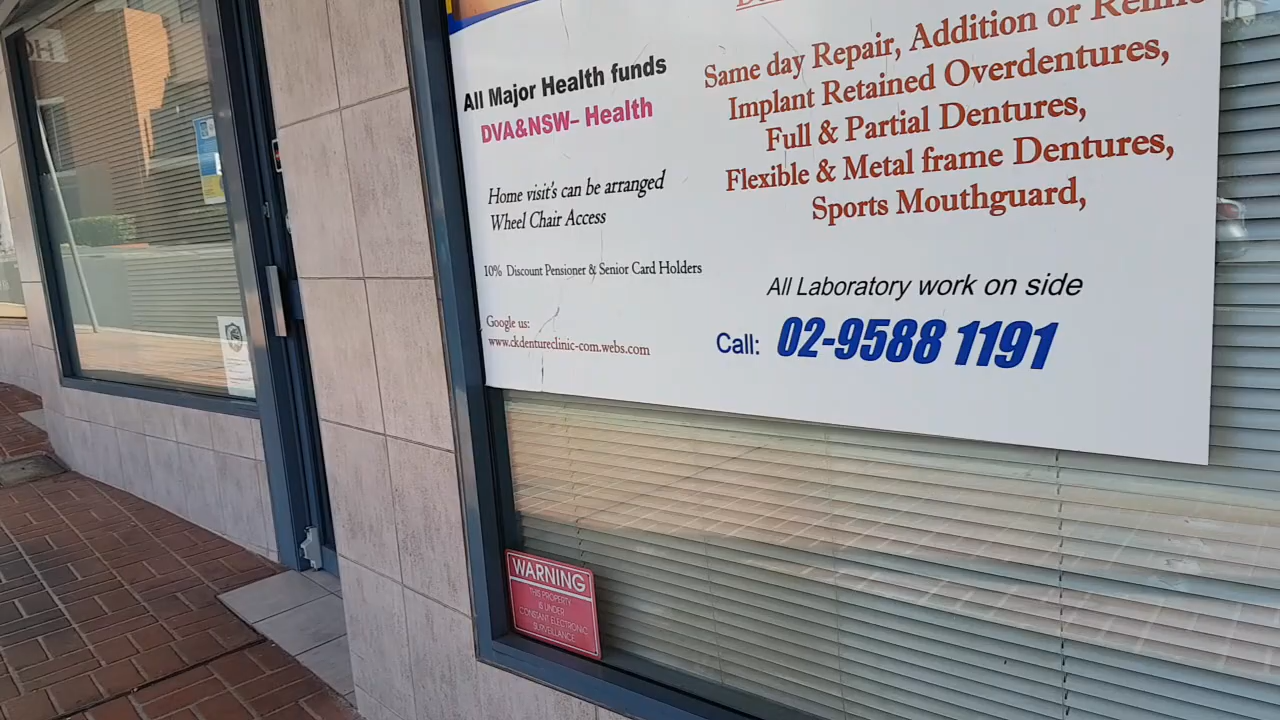 All Major Health funds
DVA&NSW– Health
Home visit's can be arranged
Wheel Chair Access
10% Discount Pensioner & Senior Card Holders
Google us:
www.ckdentureclinic-com.webs.com
Same day Repair, Addition or Reline
Implant Retained Overdentures,
Full & Partial Dentures,
Flexible & Metal frame Dentures,
Sports Mouthguard,
All Laboratory work on side
Call: 02-9588 1191
WARNING
THIS PROPERTY
IS UNDER
CONSTANT ELECTRONIC
SURVEILLANCE